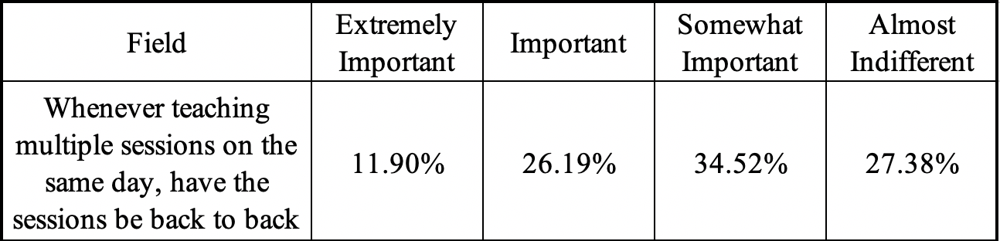 Field
Extremely
Important
Important
Somewhat
Important
Almost
Indifferent
Whenever teaching
multiple sessions on the
same day, have the
sessions be back to back
11.90%
26.19%
34.52%
27.38%